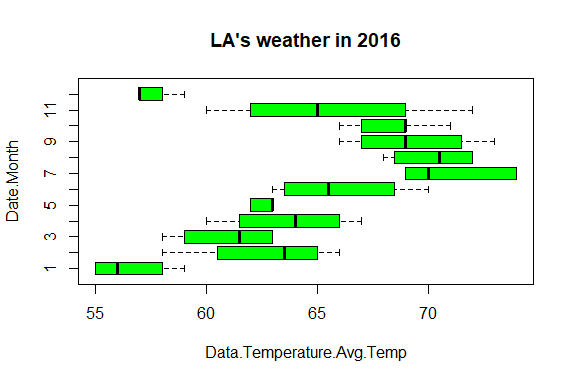 LA's weather in 2016
Date.Month
11
9
7
5
3
1
55 60 65 70
Data.Temperature.Avg.Temp